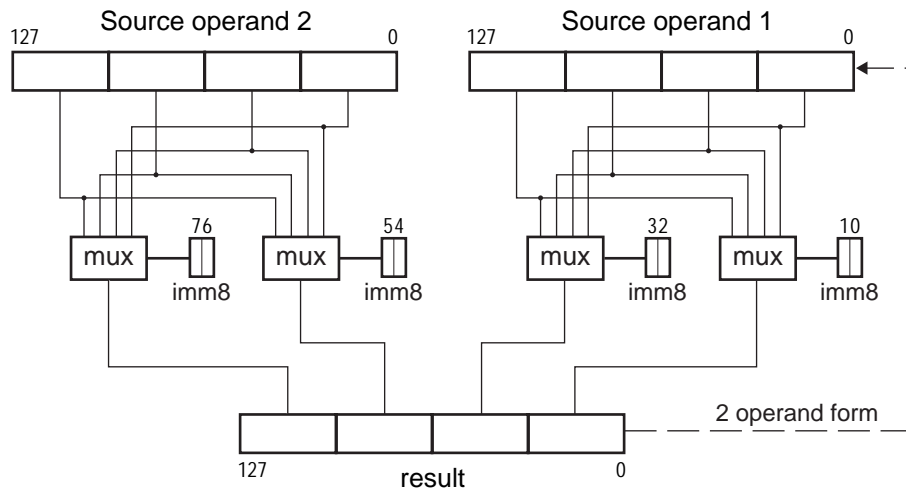 Source operand 2 Source operand 1
127 0 127 0
76 54 32 10
mux mux mux mux
imm8 imm8 imm8 imm8
2 operand form
127 0
result